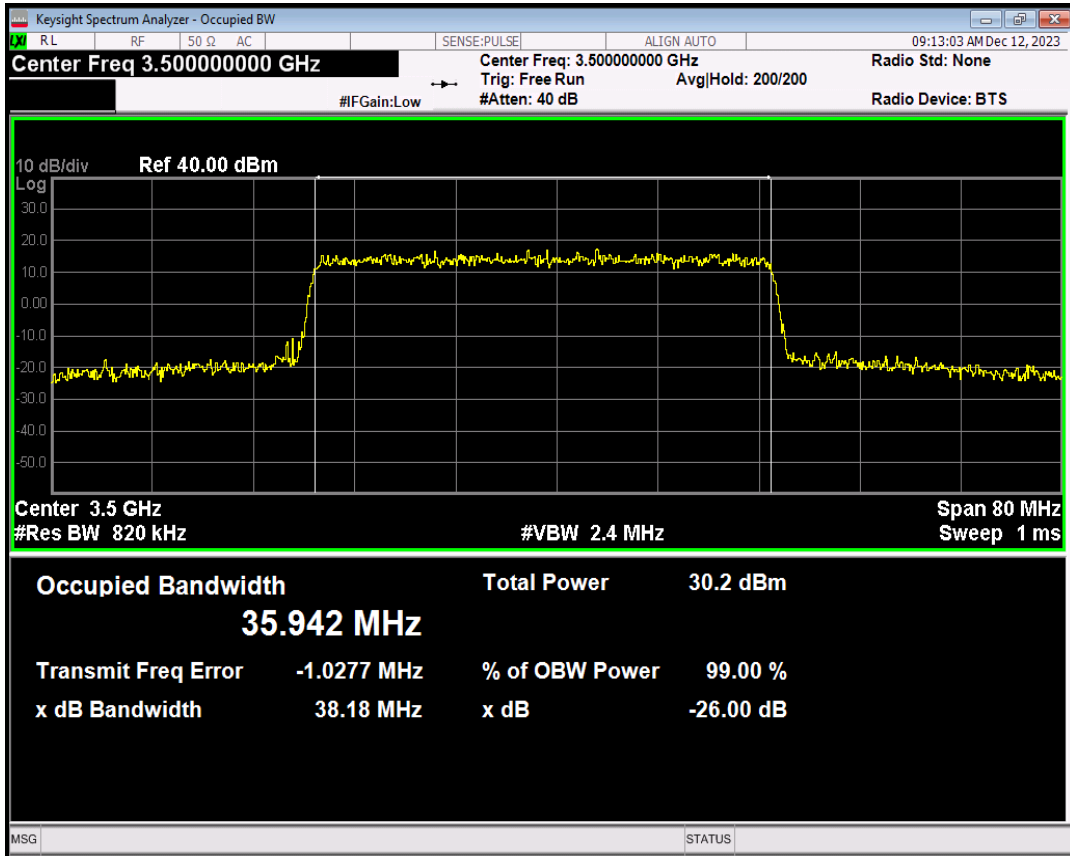 Keysight Spectrum Analyzer - Occupied BW
LXI RL RF 50 Ω AC SENSE:PULSE ALIGN AUTO 09:13:03 AM Dec 12, 2023
Center Freq 3.500000000 GHz Center Freq: 3.500000000 GHz Radio Std: None
Trig: Free Run Avg|Hold: 200/200
#IFGain:Low #Atten: 40 dB Radio Device: BTS
10 dB/div Ref 40.00 dBm
Log
30.0
20.0
10.0
0.00
-10.0
-20.0
-30.0
-40.0
-50.0
Center 3.5 GHz Span 80 MHz
#Res BW 820 kHz #VBW 2.4 MHz Sweep 1 ms
Occupied Bandwidth Total Power 30.2 dBm
35.942 MHz
Transmit Freq Error -1.0277 MHz % of OBW Power 99.00 %
x dB Bandwidth 38.18 MHz x dB -26.00 dB
MSG STATUS